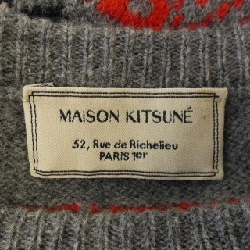 MAISON KITSUNÉ
52, Rue de Richelieu
PARIS 1er